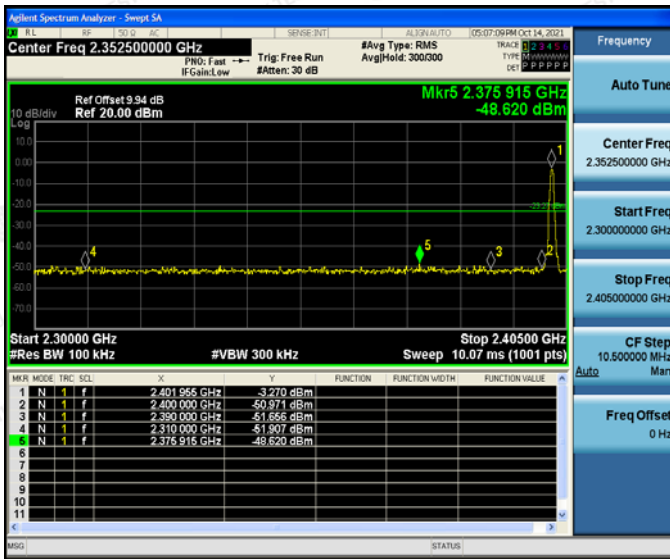 Agilent Spectrum Analyzer - Swept SA
RL RF 50 Ω AC SENSE:INT ALIGN AUTO 05:07:09 PM Oct 14, 2021
Center Freq 2.352500000 GHz
PNO: Fast
IFGain:Low
Trig: Free Run
#Atten: 30 dB
#Avg Type: RMS
Avg|Hold: 300/300
TRACE 1 2 3 4 5 6
TYPE MWWWWW
DET P P P P P P
Mkr5 2.375 915 GHz
-48.620 dBm
Ref Offset 9.94 dB
10 dB/div Ref 20.00 dBm
Log
10.0
0.00
-10.0
-20.0
-30.0
-40.0
-50.0
-60.0
-70.0
1
2
3
4
5
Start 2.30000 GHz Stop 2.40500 GHz
#Res BW 100 kHz #VBW 300 kHz Sweep 10.07 ms (1001 pts)
MKR MODE TRC SCL X Y FUNCTION FUNCTION WIDTH FUNCTION VALUE
1 N 1 f 2.401 955 GHz -3.270 dBm
2 N 1 f 2.400 000 GHz -50.971 dBm
3 N 1 f 2.390 000 GHz -51.656 dBm
4 N 1 f 2.310 000 GHz -51.907 dBm
5 N 1 f 2.375 915 GHz -48.620 dBm
6
7
8
9
10
11
MSG STATUS
Frequency
Auto Tune
Center Freq
2.352500000 GHz
Start Freq
2.300000000 GHz
Stop Freq
2.405000000 GHz
CF Step
10.500000 MHz
Auto Man
Freq Offset
0 Hz